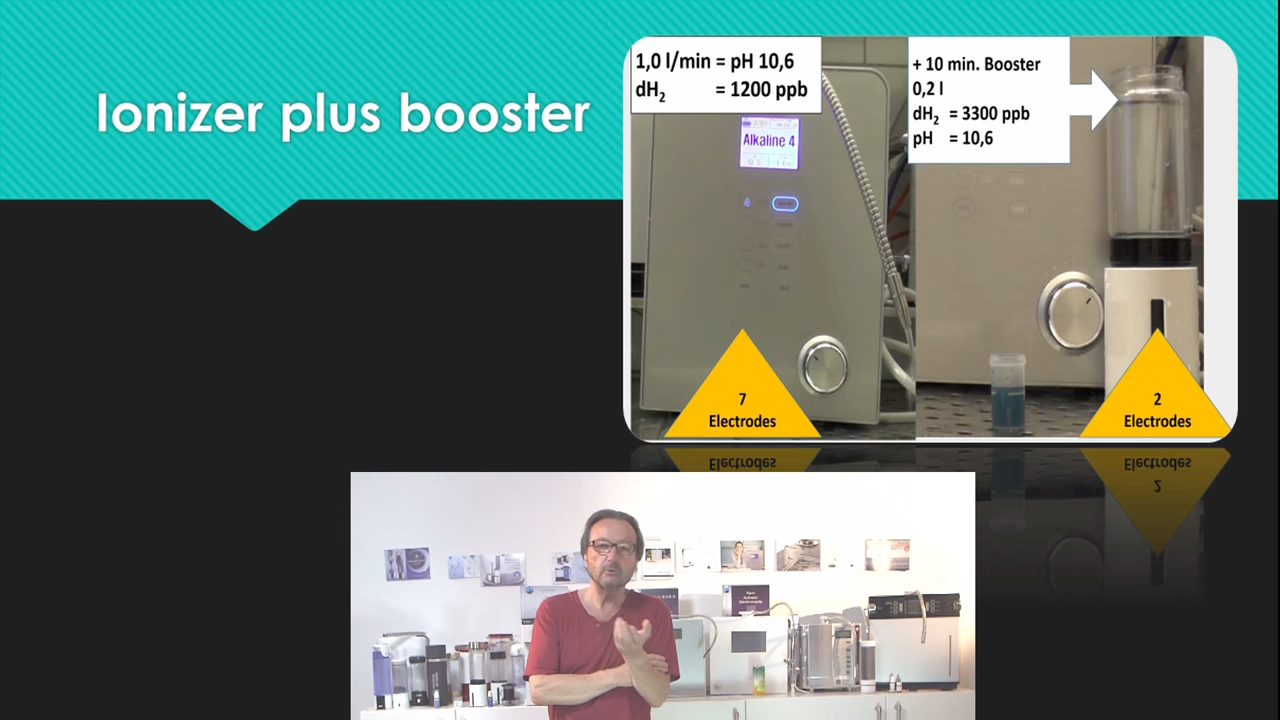 Ionizer plus booster
1,0 l/min = pH 10,6
dH₂ = 1200 ppb
+ 10 min. Booster
0,2 l
dH₂ = 3300 ppb
pH = 10,6
Alkaline 4
7
Electrodes
2
Electrodes